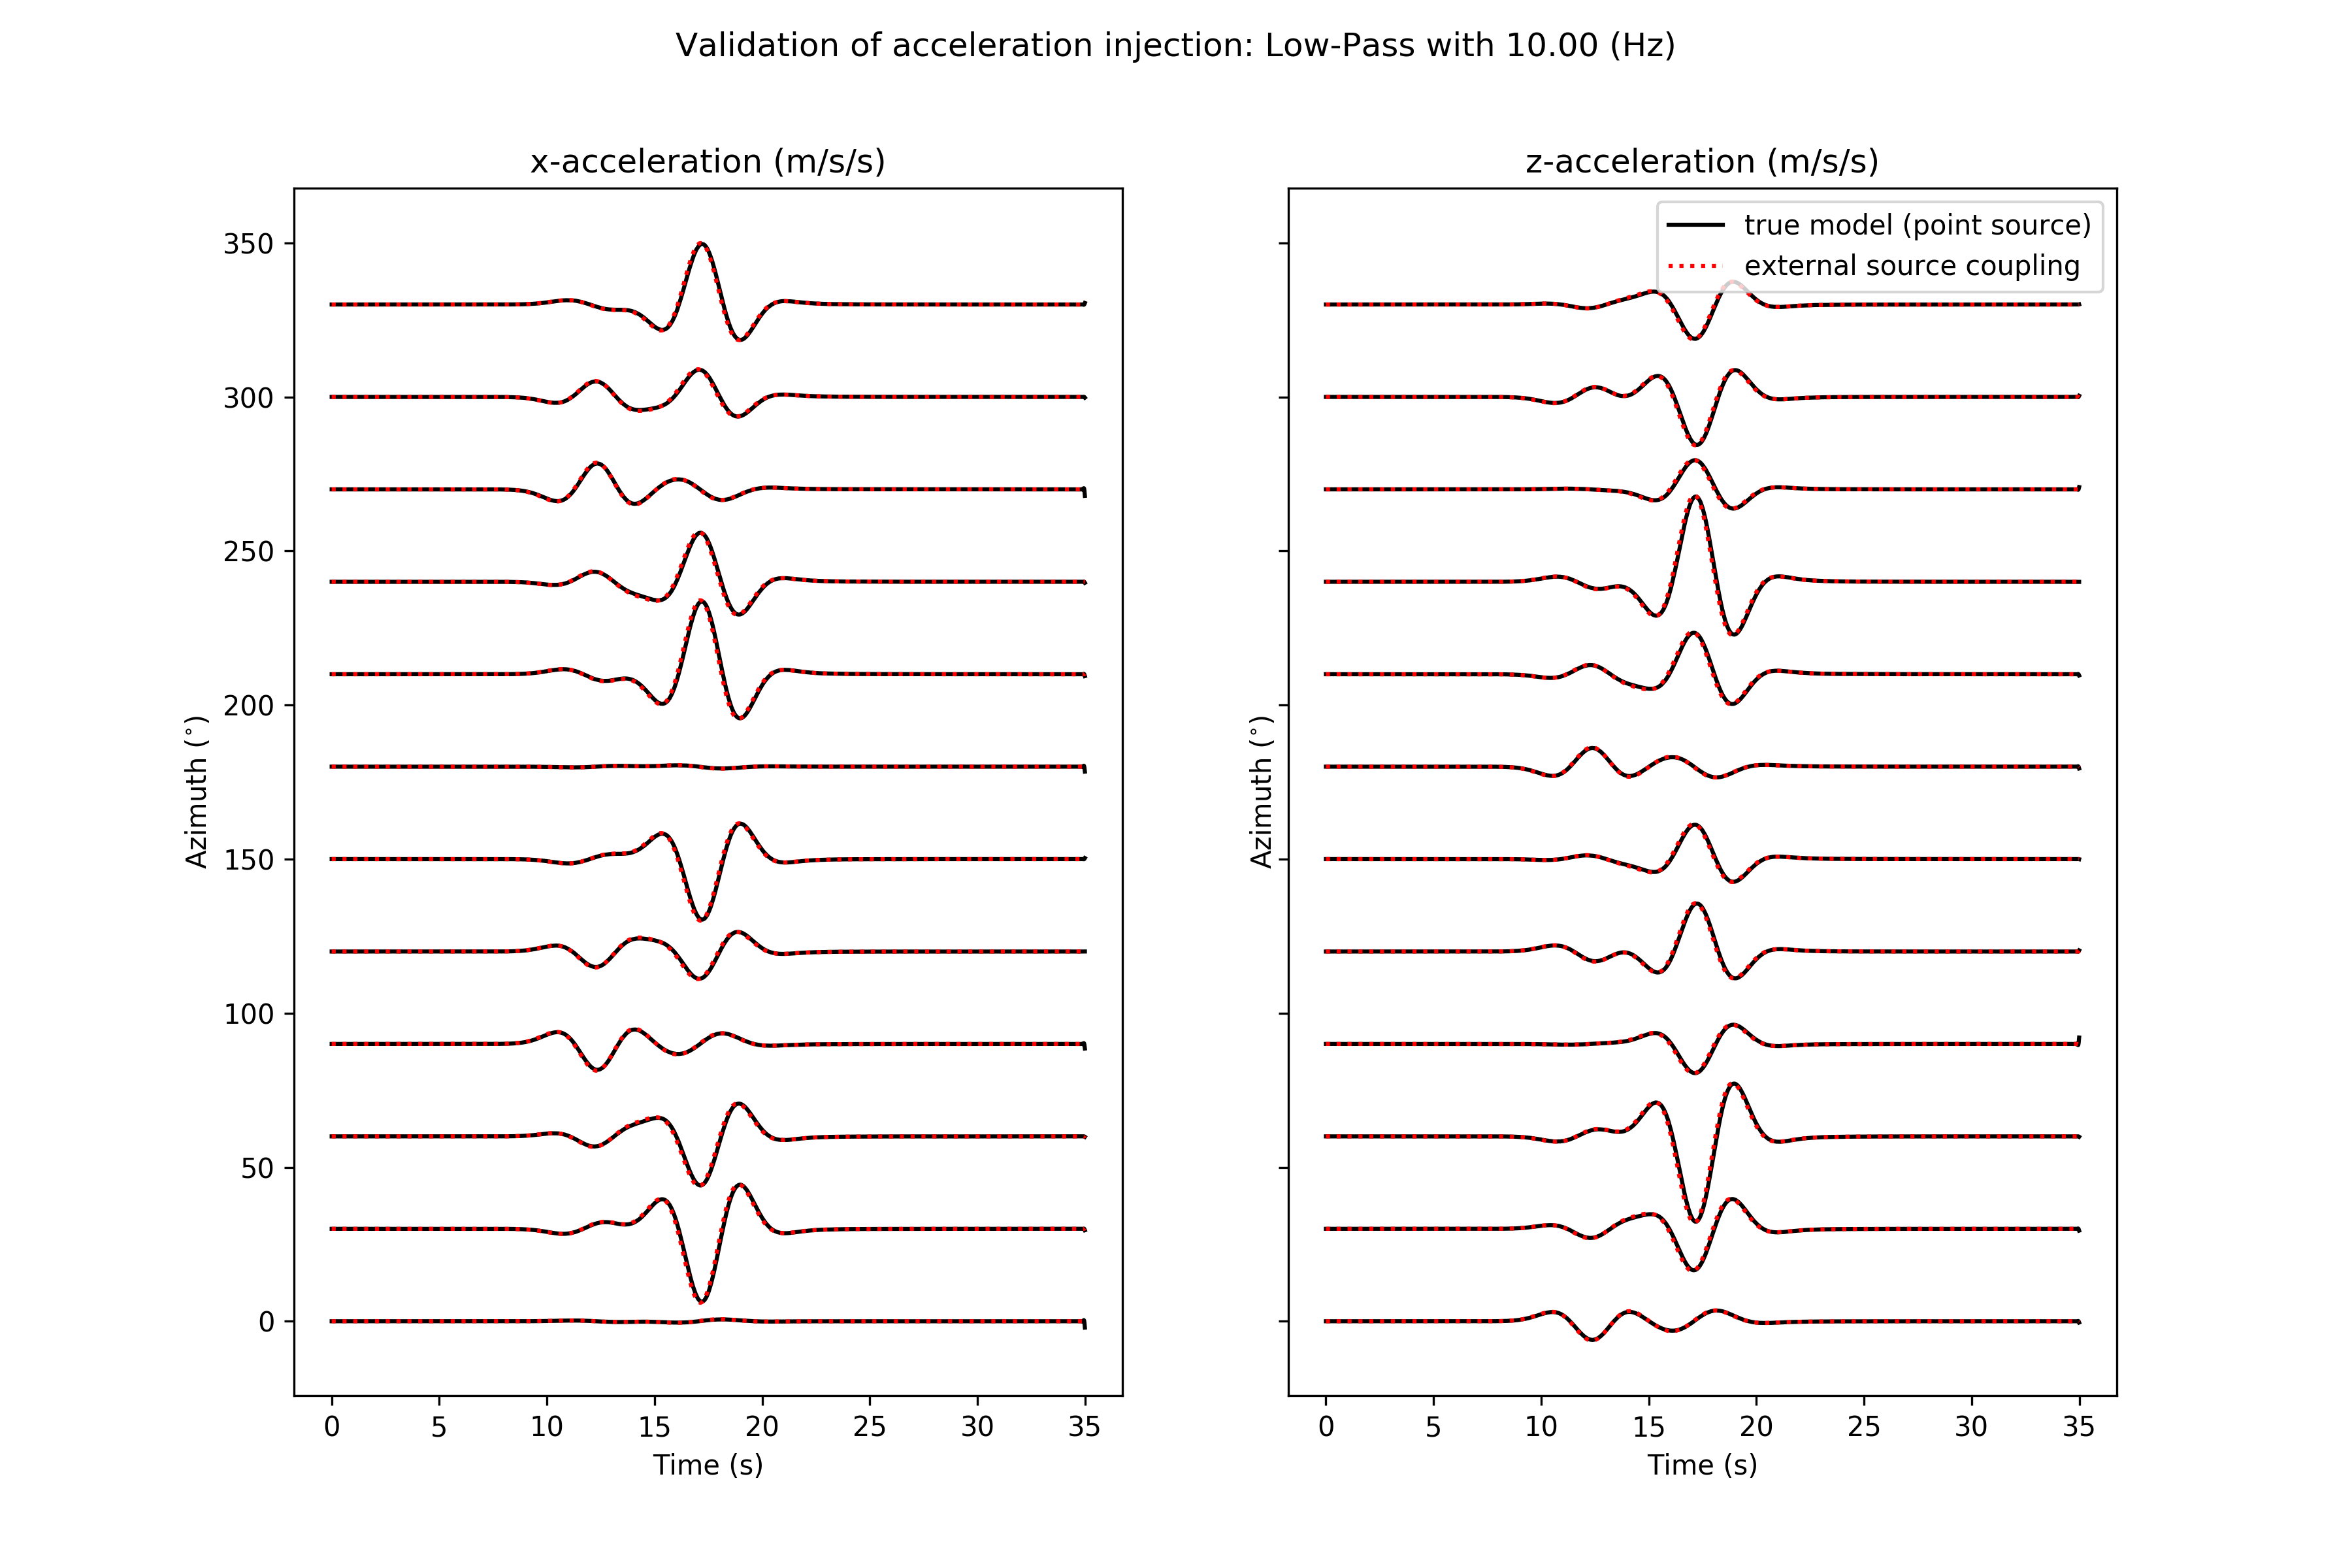 Validation of acceleration injection: Low-Pass with 10.00 (Hz)
x-acceleration (m/s/s)
350
300
250
200
150
100
50
0
Azimuth (°)
0 5 10 15 20 25 30 35
Time (s)
z-acceleration (m/s/s)
true model (point source)
external source coupling
Azimuth (°)
0 5 10 15 20 25 30 35
Time (s)